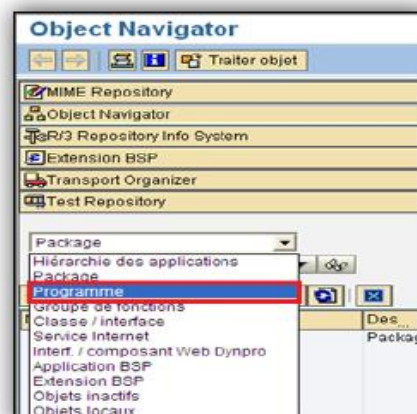 Object Navigator
Traiter objet
MIME Repository
Object Navigator
R/3 Repository Info System
Extension BSP
Transport Organizer
Test Repository
Package
Hiérarchie des applications
Package
Programme
Groupe de fonctions
Classe / interface
Des...
Service Internet
Packag
Interf. / composant Web Dynpro
Application BSP
Extension BSP
Objets inactifs
Objets locaux